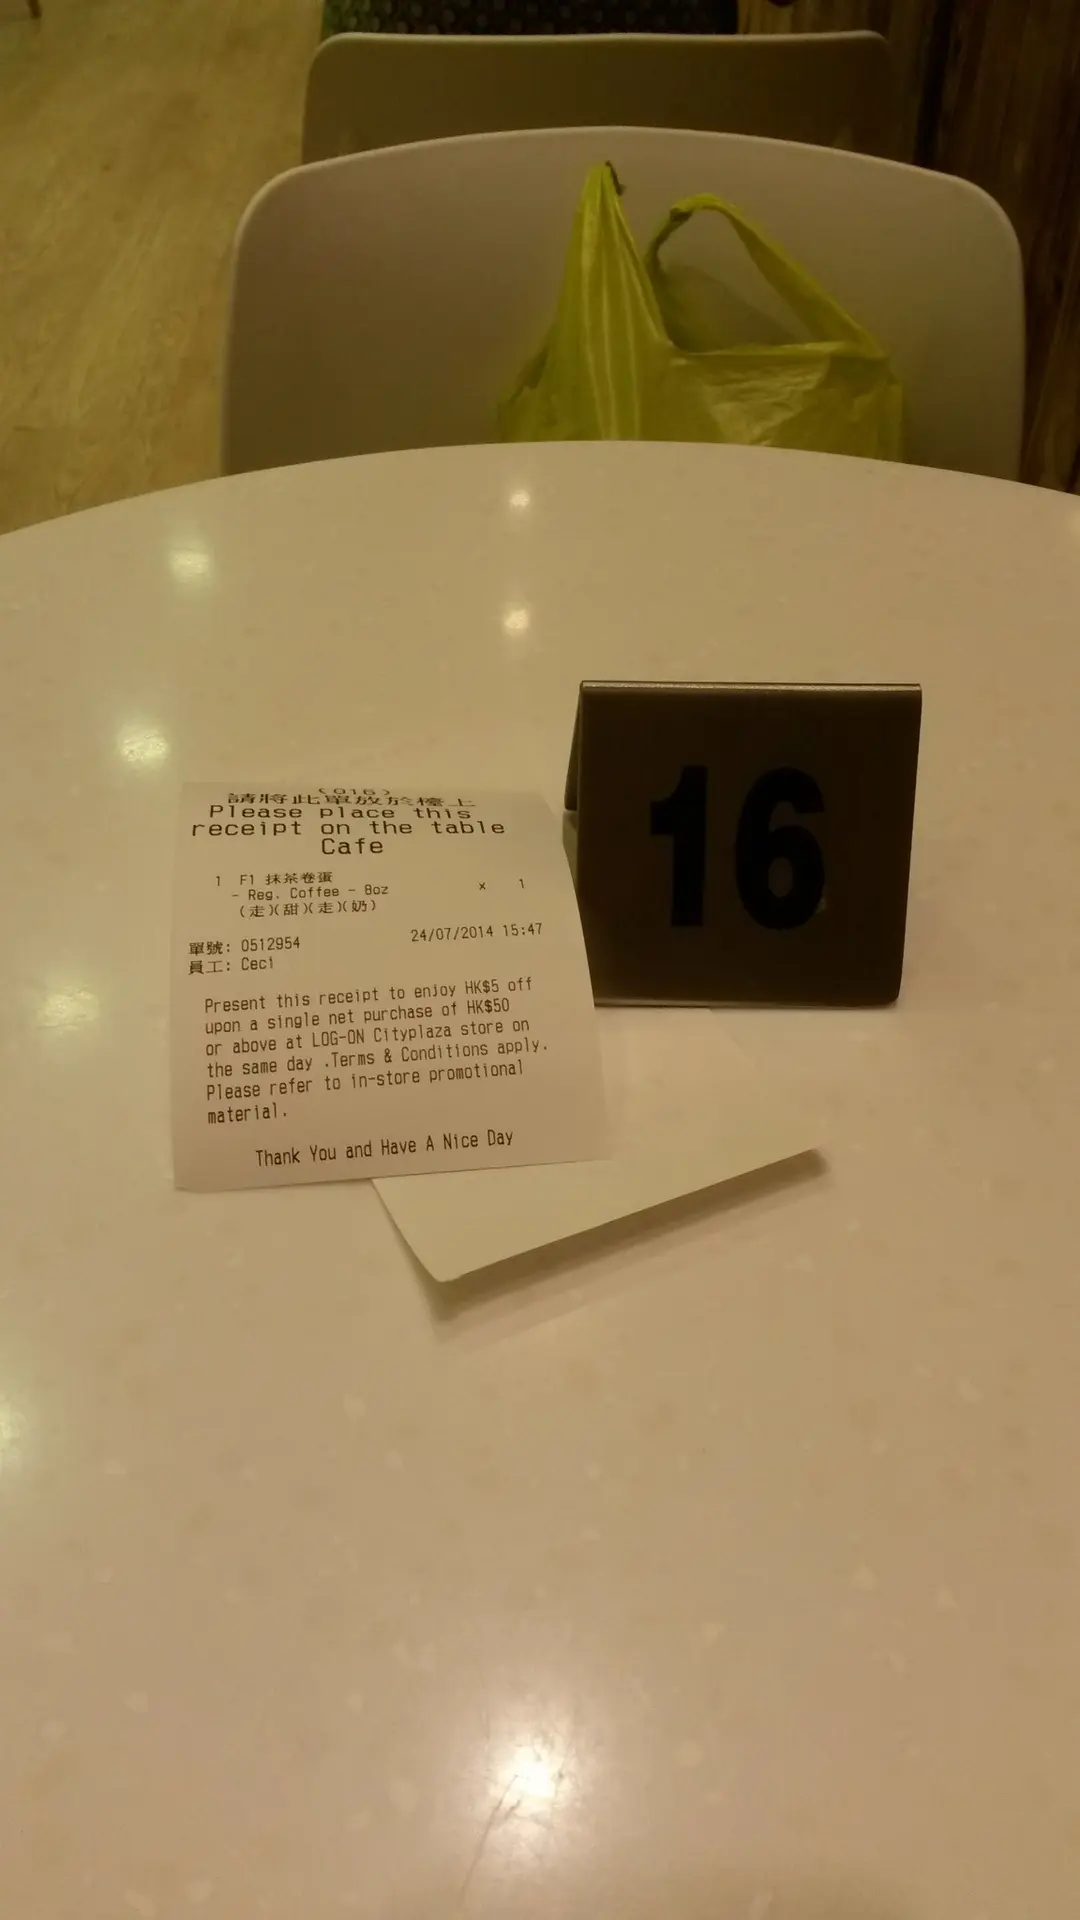 (016)
請將此單放於檯上
Please place this
receipt on the table
Cafe
1 F1 抹茶卷蛋
- Reg. Coffee - 8oz x 1
(走)(甜)(走)(奶)
單號: 0512954 24/07/2014 15:47
員工: Ceci
Present this receipt to enjoy HK$5 off
upon a single net purchase of HK$50
or above at LOG-ON Cityplaza store on
the same day .Terms & Conditions apply.
Please refer to in-store promotional
material.
Thank You and Have A Nice Day
16